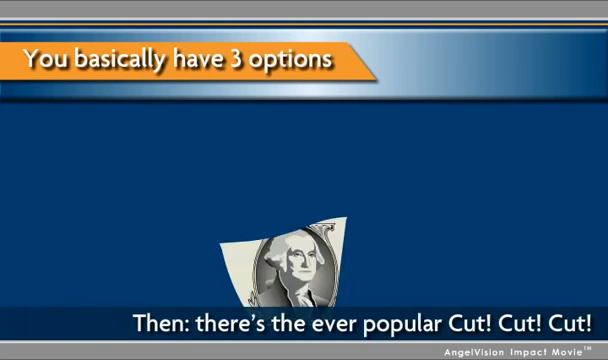 You basically have 3 options
Then: there's the ever popular Cut! Cut! Cut!
AngelVision Impact Movie™